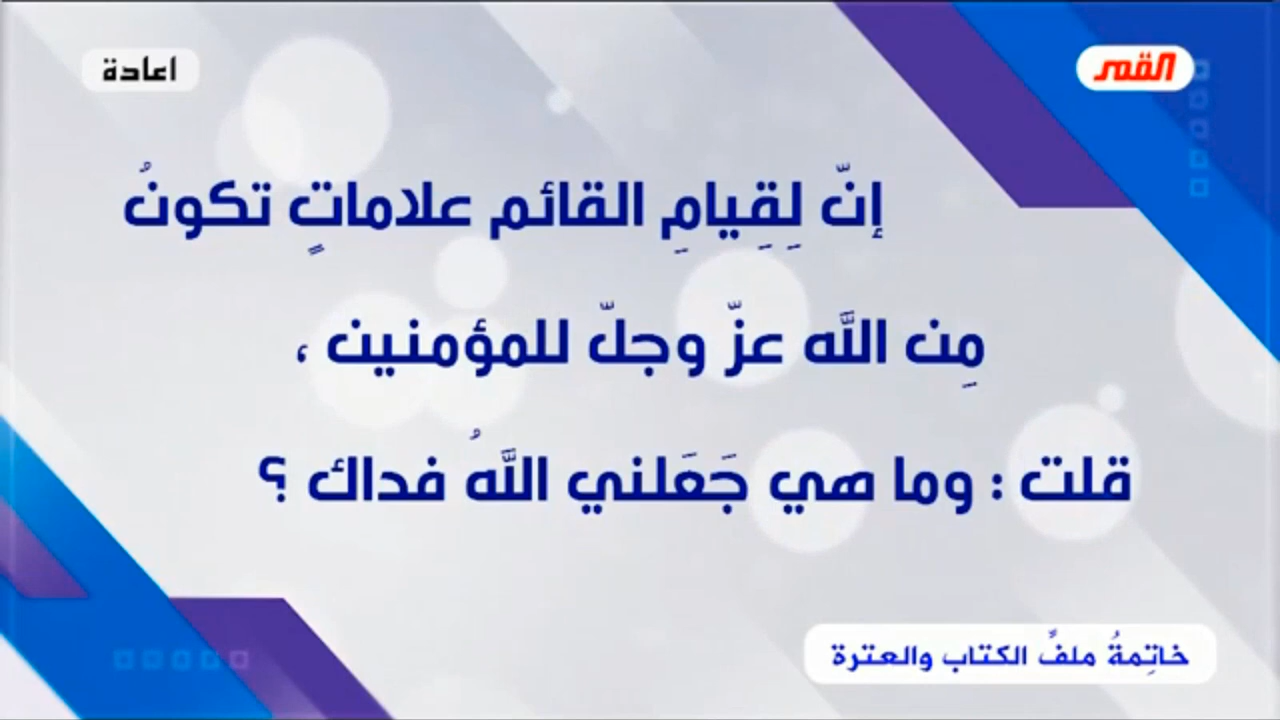 القمر
اعادة
إنّ لِقِيامِ القائم علاماتٍ تكونُ
مِن اللَّه عزّ وجلّ للمؤمنين ،
قلت : وما هي جَعَلني اللَّهُ فداك ؟
خاتِمةُ ملفِّ الكتاب والعترة